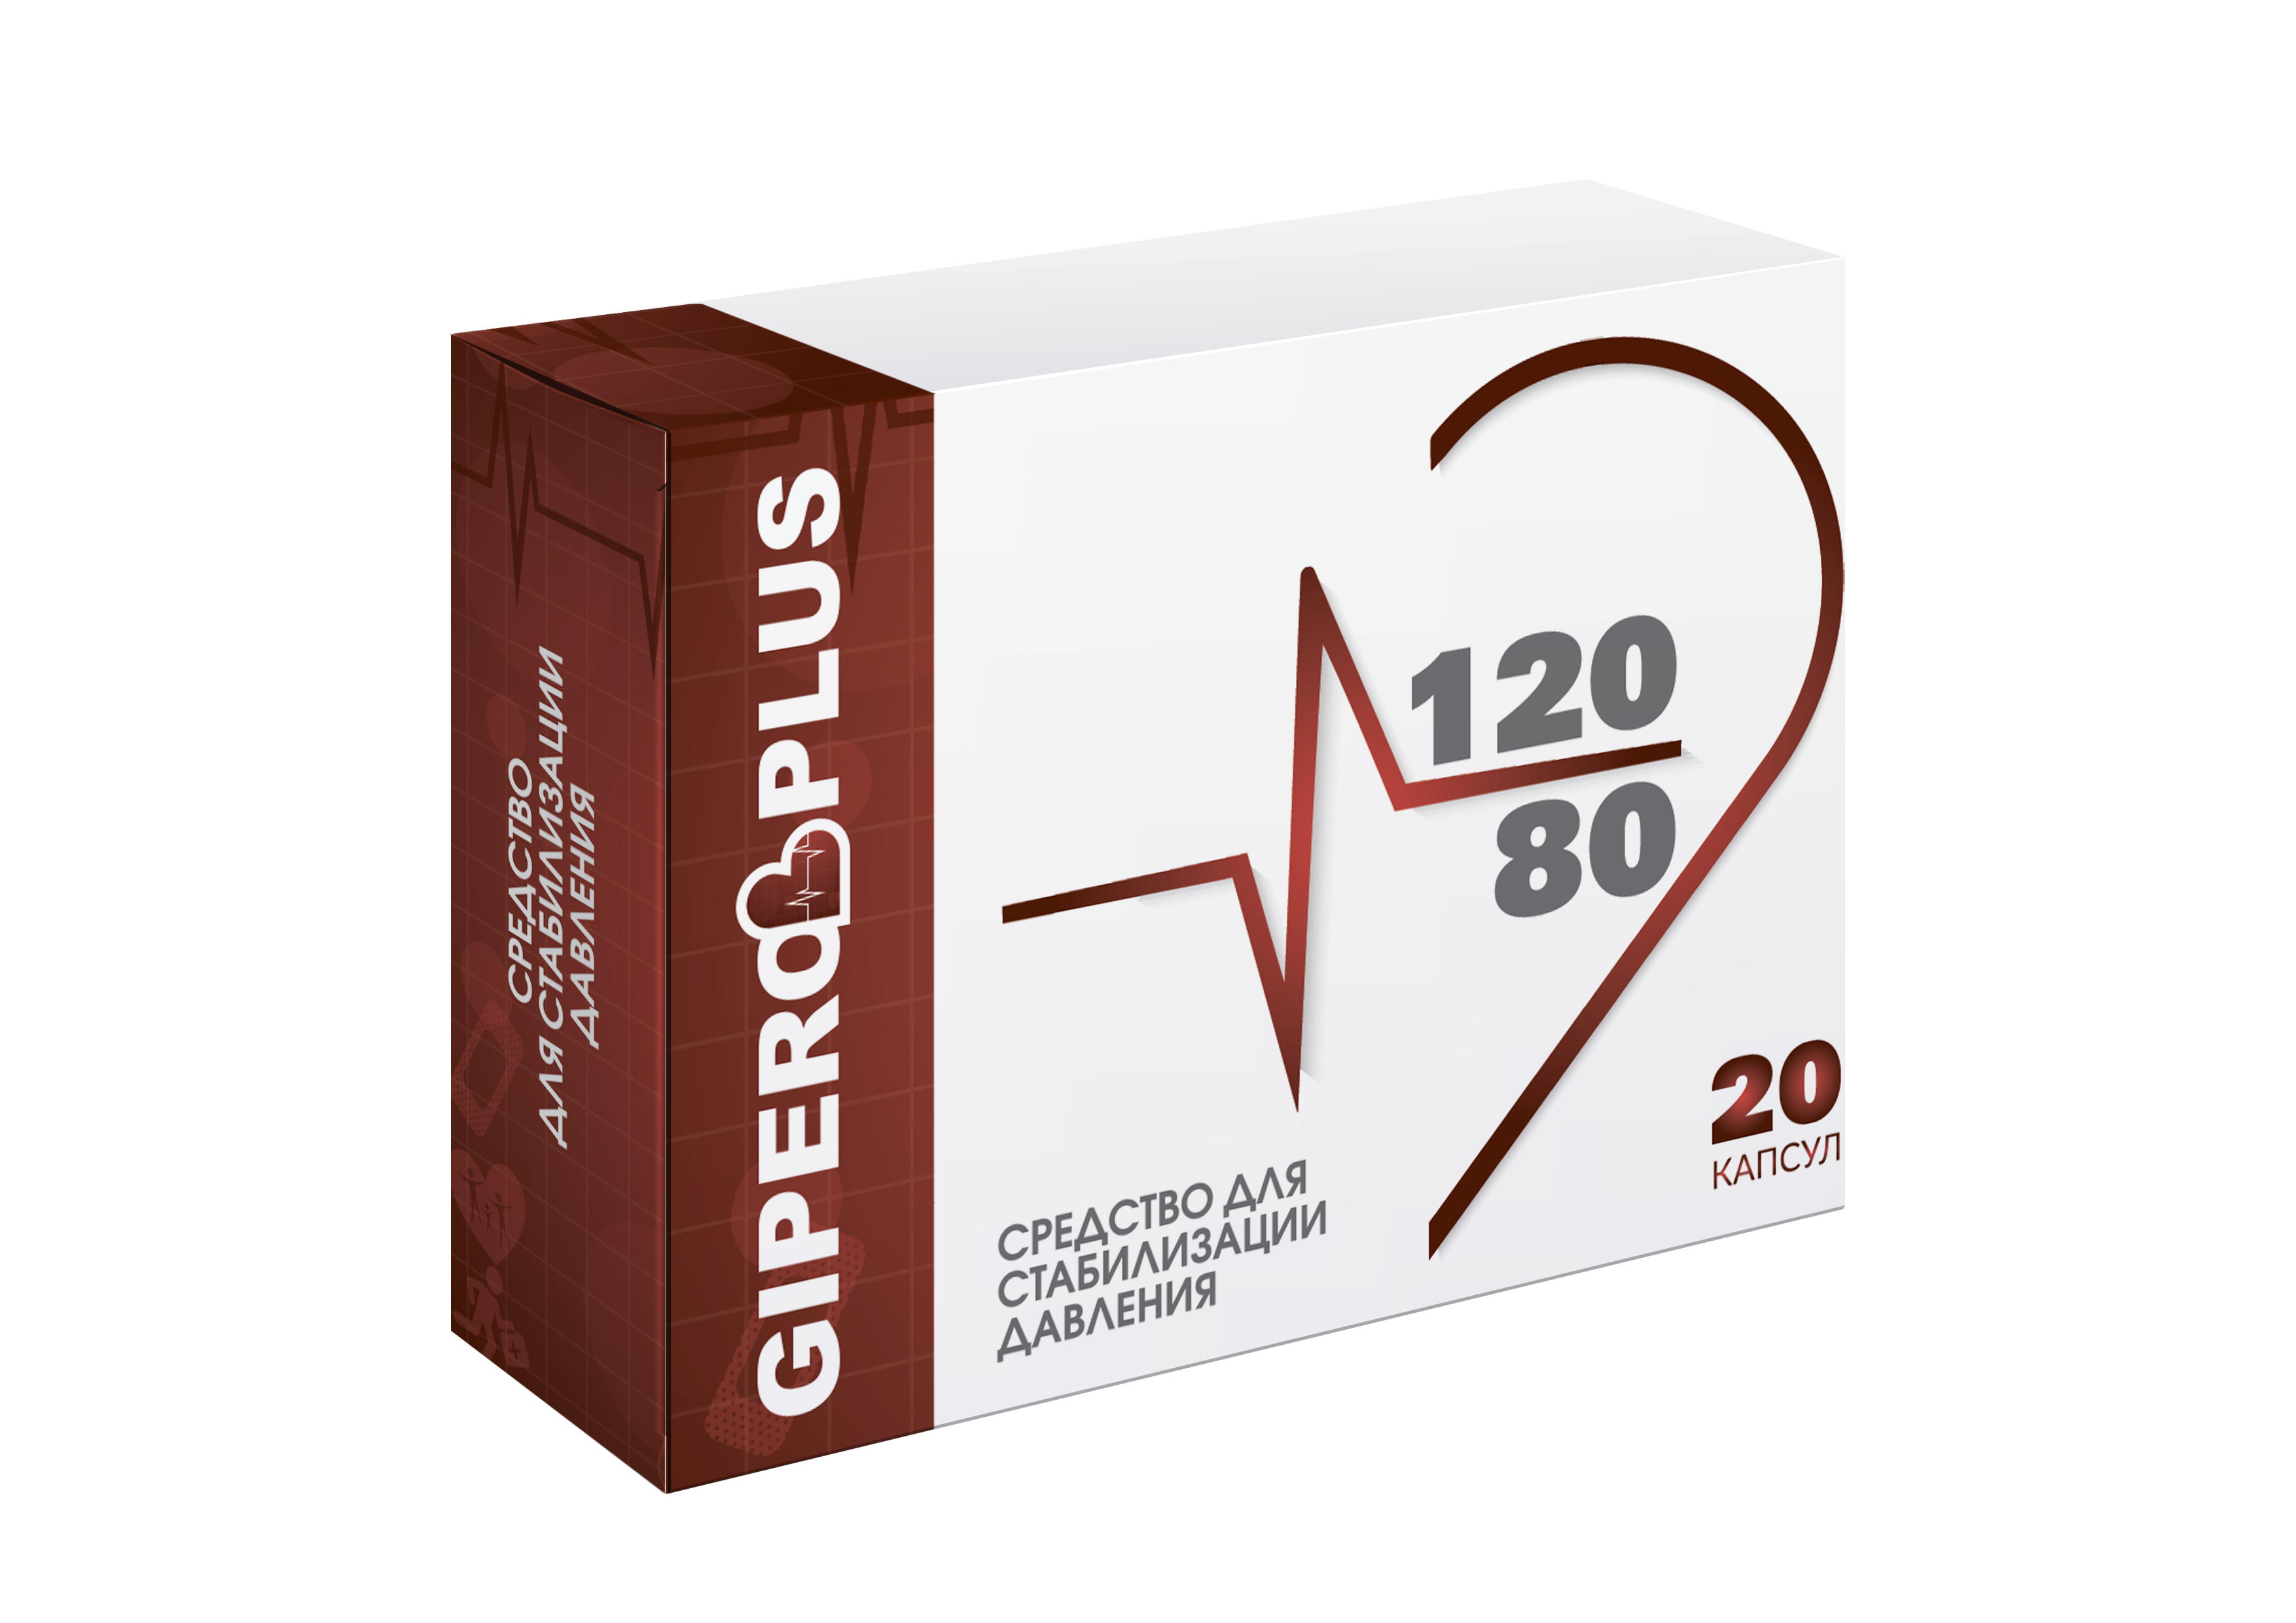 СРЕДСТВО
ДЛЯ СТАБИЛИЗАЦИИ
ДАВЛЕНИЯ
GIPERO PLUS
120
80
20
КАПСУЛ
СРЕДСТВО ДЛЯ
СТАБИЛИЗАЦИИ
ДАВЛЕНИЯ